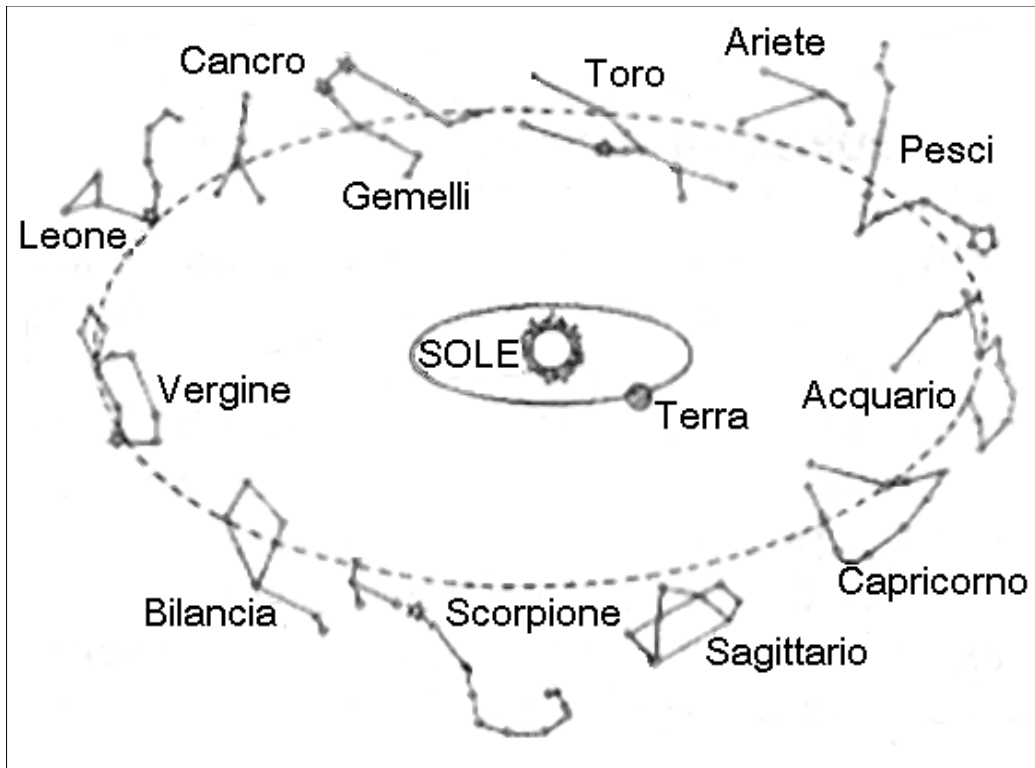 Ariete
Cancro
Toro
Pesci
Gemelli
Leone
SOLE
Vergine
Acquario
Terra
Capricorno
Bilancia
Scorpione
Sagittario